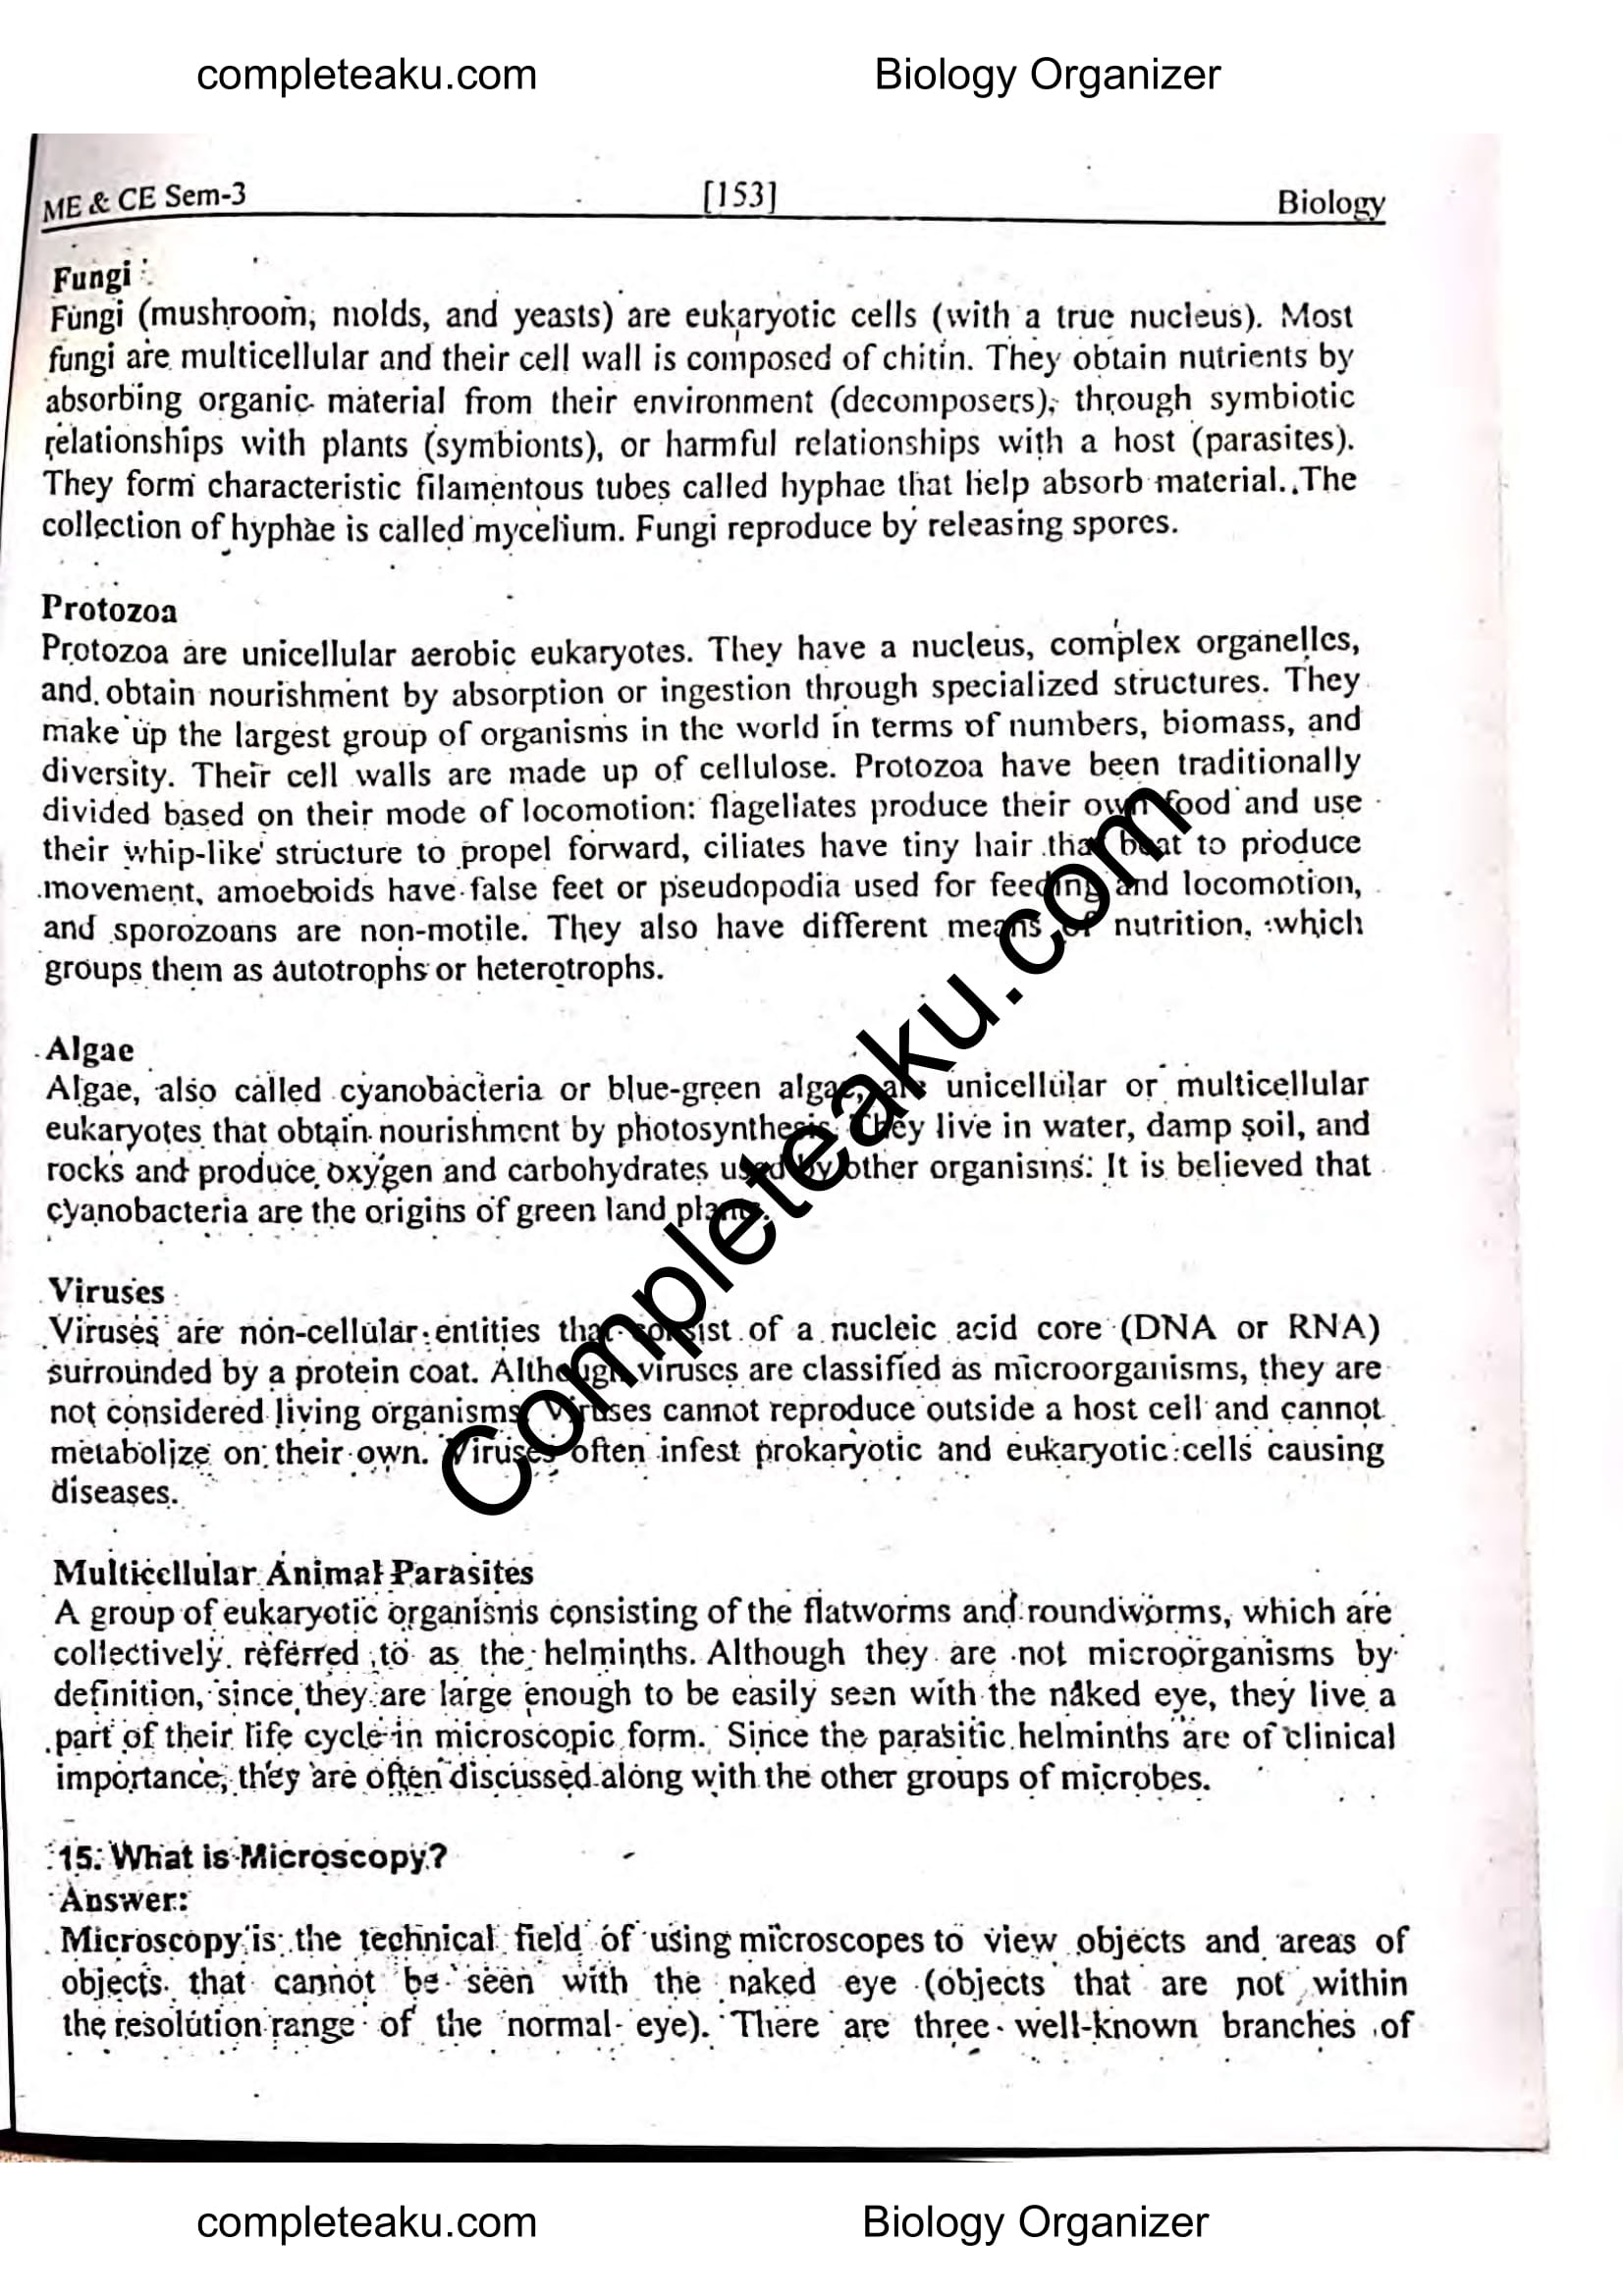 completeaku.com Biology Organizer
ME & CE Sem-3 [153] Biology
Fungi
Fungi (mushroom, molds, and yeasts) are eukaryotic cells (with a true nucleus). Most
fungi are multicellular and their cell wall is composed of chitin. They obtain nutrients by
absorbing organic material from their environment (decomposers), through symbiotic
relationships with plants (symbionts), or harmful relationships with a host (parasites).
They form characteristic filamentous tubes called hyphae that help absorb material. The
collection of hyphae is called mycelium. Fungi reproduce by releasing spores.
Protozoa
Protozoa are unicellular aerobic eukaryotes. They have a nucleus, complex organelles,
and obtain nourishment by absorption or ingestion through specialized structures. They
make up the largest group of organisms in the world in terms of numbers, biomass, and
diversity. Their cell walls are made up of cellulose. Protozoa have been traditionally
divided based on their mode of locomotion: flagellates produce their own food and use
their whip-like structure to propel forward, ciliates have tiny hair that beat to produce
movement, amoeboids have false feet or pseudopodia used for feeding and locomotion,
and sporozoans are non-motile. They also have different means of nutrition, which
groups them as autotrophs or heterotrophs.
Algae
Algae, also called cyanobacteria or blue-green algae, are unicellular or multicellular
eukaryotes that obtain nourishment by photosynthesis. They live in water, damp soil, and
rocks and produce oxygen and carbohydrates used by other organisms. It is believed that
cyanobacteria are the origins of green land plants.
Viruses
Viruses are non-cellular entities that consist of a nucleic acid core (DNA or RNA)
surrounded by a protein coat. Although viruses are classified as microorganisms, they are
not considered living organisms. Viruses cannot reproduce outside a host cell and cannot
metabolize on their own. Viruses often infest prokaryotic and eukaryotic cells causing
diseases.
Multicellular Animal Parasites
A group of eukaryotic organisms consisting of the flatworms and roundworms, which are
collectively referred to as the helminths. Although they are not microorganisms by
definition, since they are large enough to be easily seen with the naked eye, they live a
part of their life cycle in microscopic form. Since the parasitic helminths are of clinical
importance, they are often discussed along with the other groups of microbes.
15. What is Microscopy?
Answer:
Microscopy is the technical field of using microscopes to view objects and areas of
objects that cannot be seen with the naked eye (objects that are not within
the resolution range of the normal eye). There are three well-known branches of
Completeaku.com
completeaku.com Biology Organizer